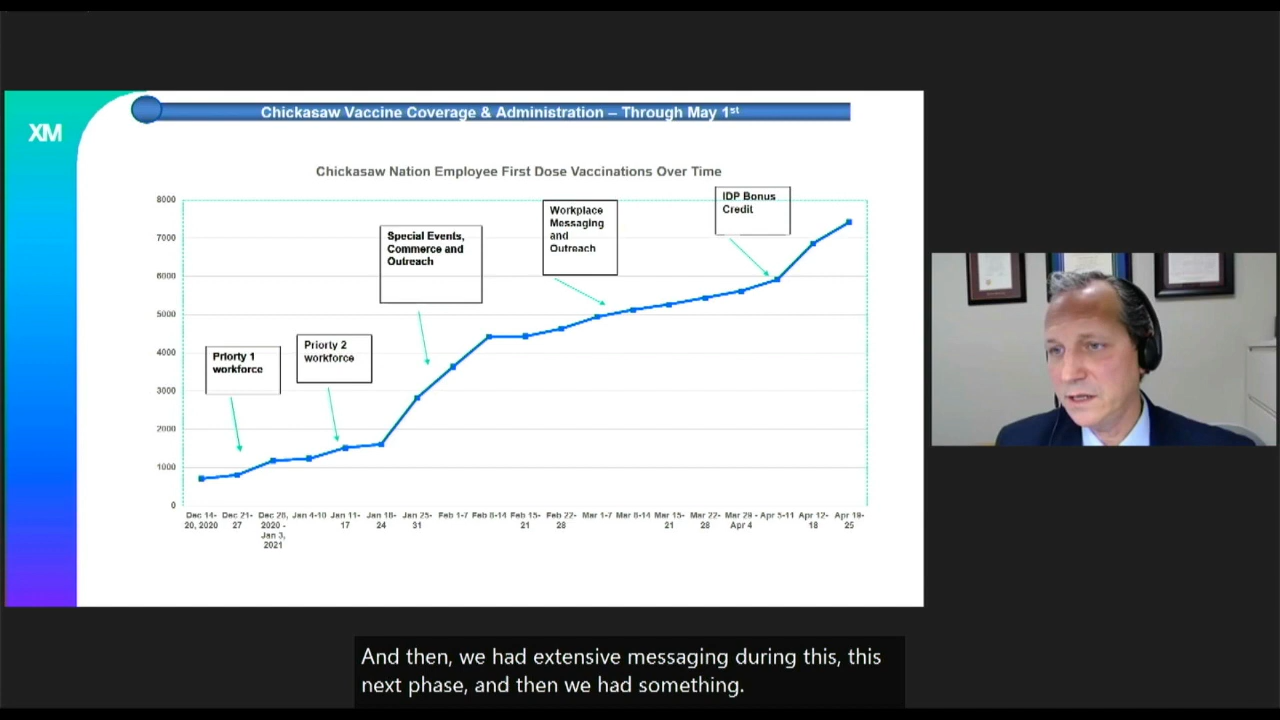 XM
Chickasaw Vaccine Coverage & Administration – Through May 1st
Chickasaw Nation Employee First Dose Vaccinations Over Time
8000
7000
6000
5000
4000
3000
2000
1000
0
Priorty 1
workforce
Priorty 2
workforce
Special Events,
Commerce and
Outreach
Workplace
Messaging
and
Outreach
IDP Bonus
Credit
Dec 14-
20, 2020
Dec 21-
27
Dec 28,
2020 -
Jan 3,
2021
Jan 4-10
Jan 11-
17
Jan 18-
24
Jan 25-
31
Feb 1-7
Feb 8-14
Feb 15-
21
Feb 22-
28
Mar 1-7
Mar 8-14
Mar 15-
21
Mar 22-
28
Mar 29 -
Apr 4
Apr 5-11
Apr 12-
18
Apr 19-
25
And then, we had extensive messaging during this, this
next phase, and then we had something.